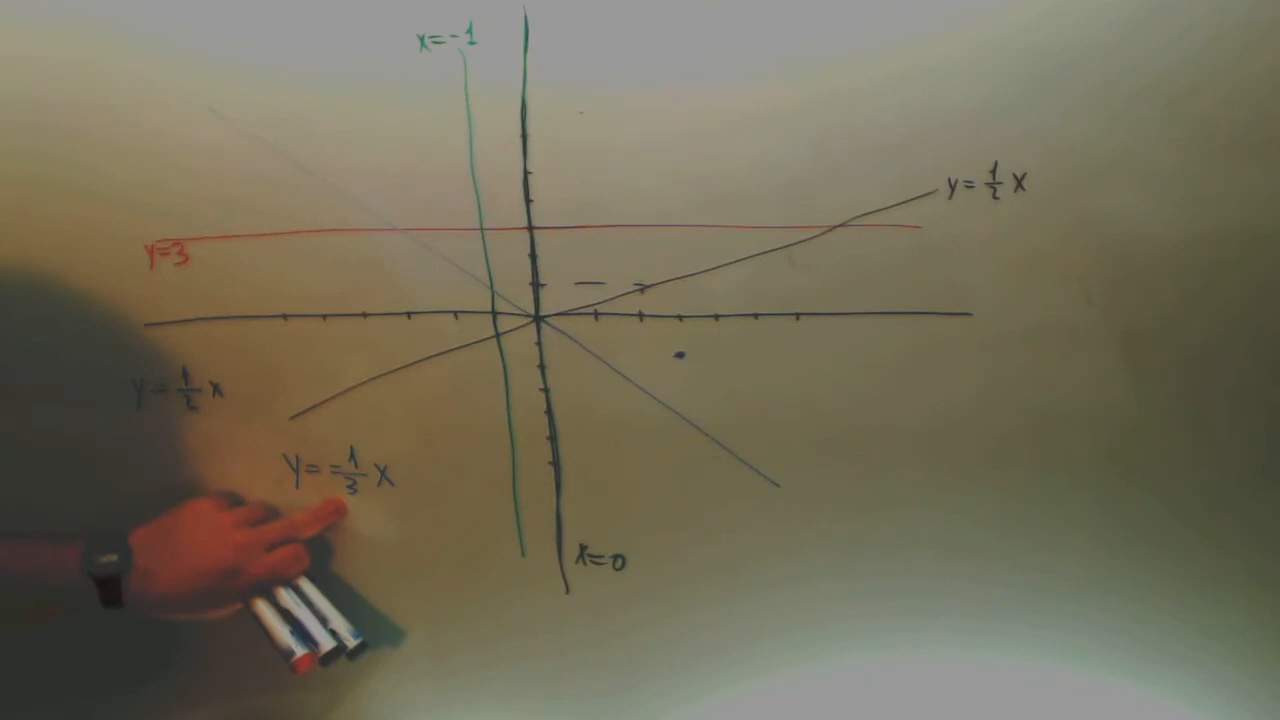 x=-1
y=1/2 x
y=3
y=1/2 x
y=-1/3 x
x=0